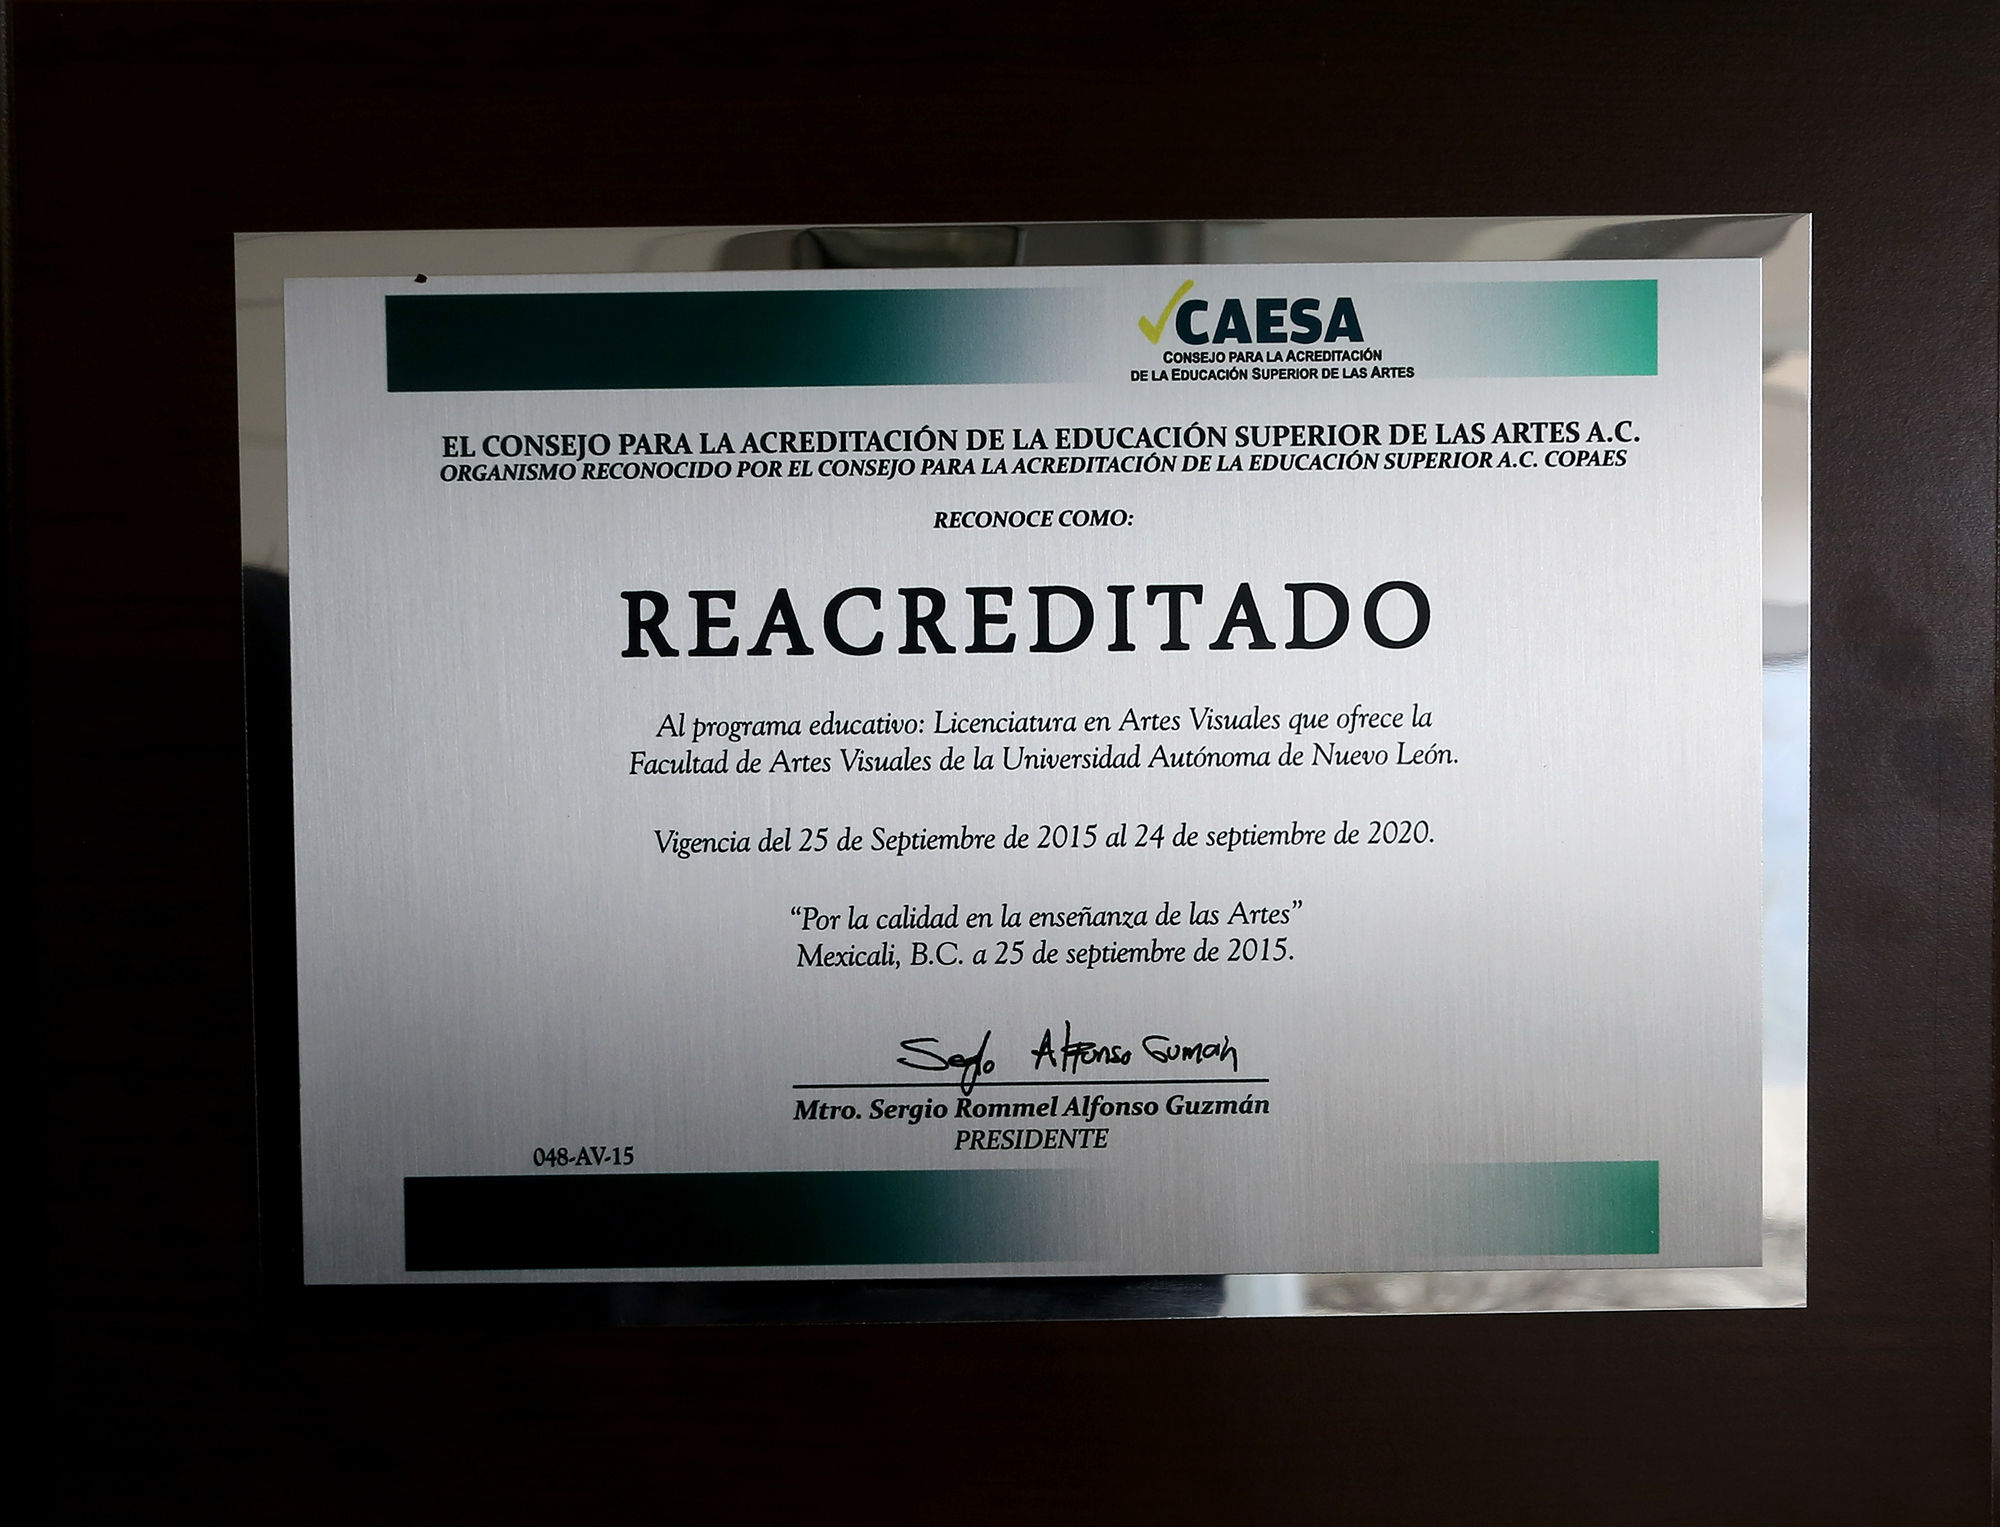 CAESA
CONSEJO PARA LA ACREDITACIÓN
DE LA EDUCACIÓN SUPERIOR DE LAS ARTES
EL CONSEJO PARA LA ACREDITACIÓN DE LA EDUCACIÓN SUPERIOR DE LAS ARTES A.C.
ORGANISMO RECONOCIDO POR EL CONSEJO PARA LA ACREDITACIÓN DE LA EDUCACIÓN SUPERIOR A.C. COPAES
RECONOCE COMO:
REACREDITADO
Al programa educativo: Licenciatura en Artes Visuales que ofrece la
Facultad de Artes Visuales de la Universidad Autónoma de Nuevo León.
Vigencia del 25 de Septiembre de 2015 al 24 de septiembre de 2020.
“Por la calidad en la enseñanza de las Artes”
Mexicali, B.C. a 25 de septiembre de 2015.
Sergio Alfonso Guzmán
Mtro. Sergio Rommel Alfonso Guzmán
PRESIDENTE
048-AV-15